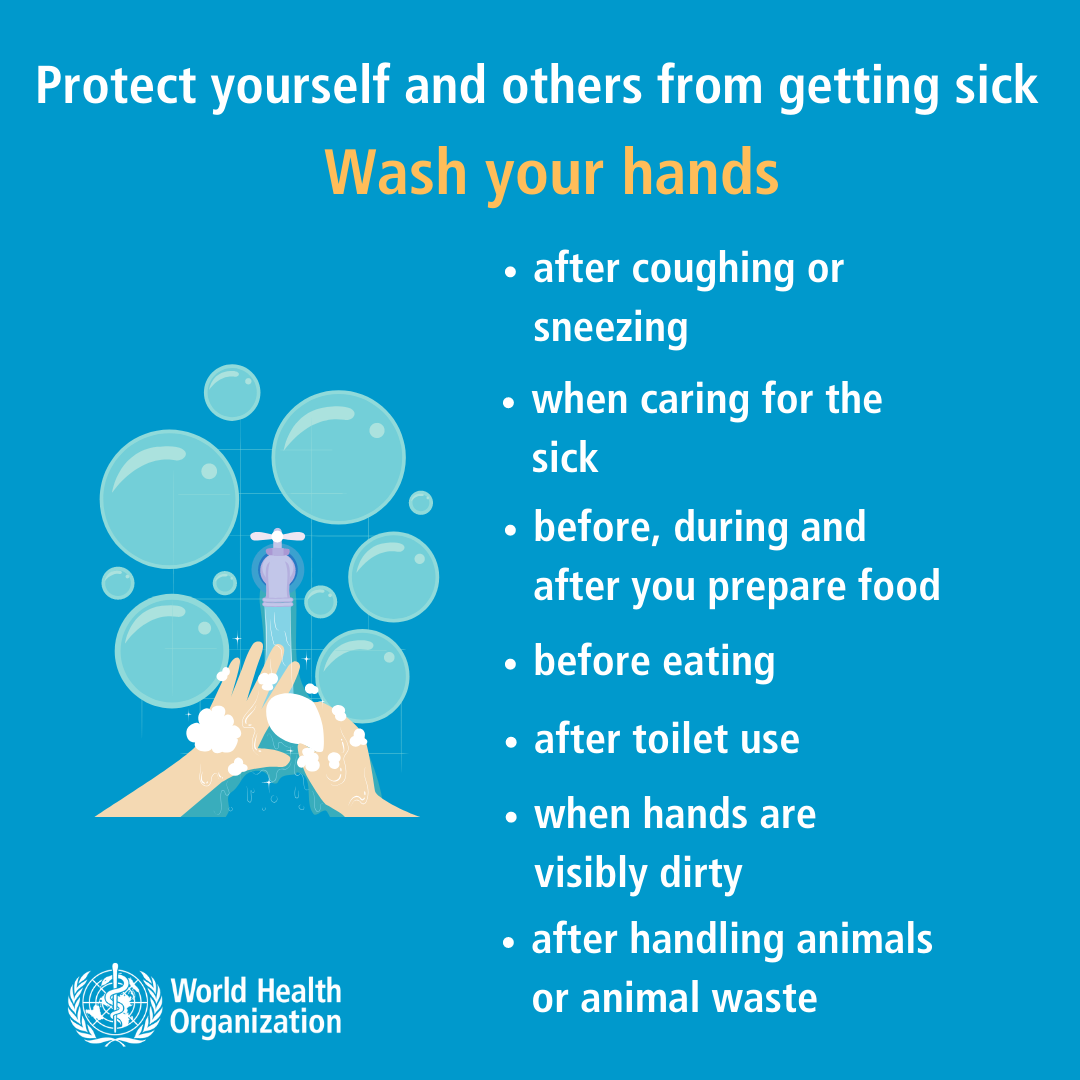 Protect yourself and others from getting sick
Wash your hands
• after coughing or
sneezing
• when caring for the
sick
• before, during and
after you prepare food
• before eating
• after toilet use
• when hands are
visibly dirty
• after handling animals
or animal waste
World Health
Organization